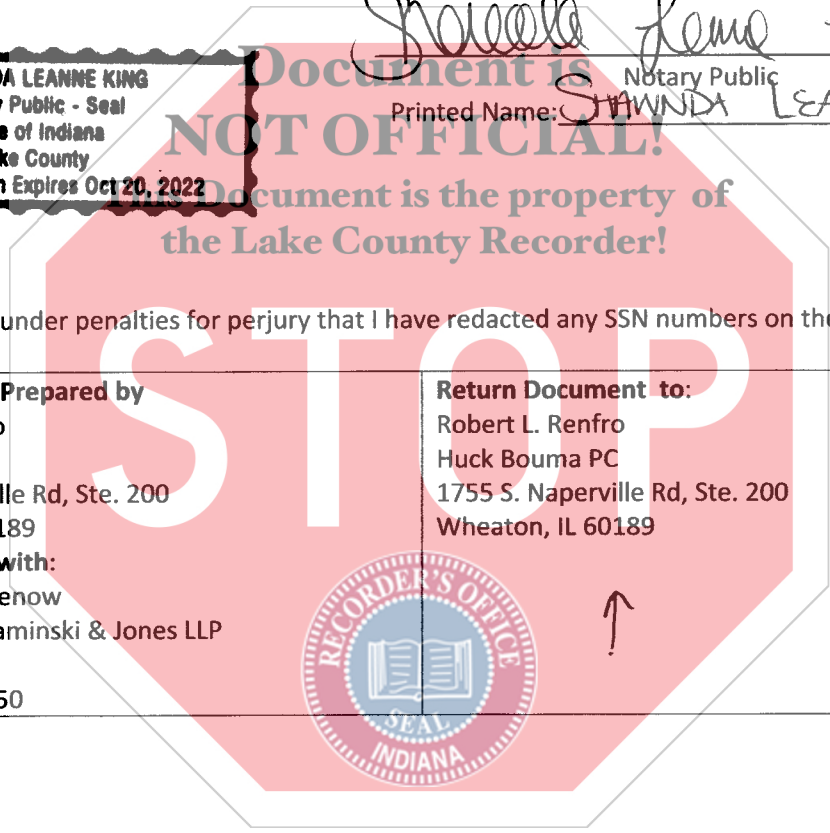 A LEANNE KING
Public - Seal
e of Indiana
ke County
Expires Oct 20, 2022
Notary Public
Printed Name: SHAWNDA LEA
Document is
NOT OFFICIAL!
This Document is the property of
the Lake County Recorder!
STOP
under penalties for perjury that I have redacted any SSN numbers on the
Prepared by
lle Rd, Ste. 200
189
with:
enow
aminski & Jones LLP
50
Return Document to:
Robert L. Renfro
Huck Bouma PC
1755 S. Naperville Rd, Ste. 200
Wheaton, IL 60189
RECORDER'S OFFICE
SEAL
INDIANA